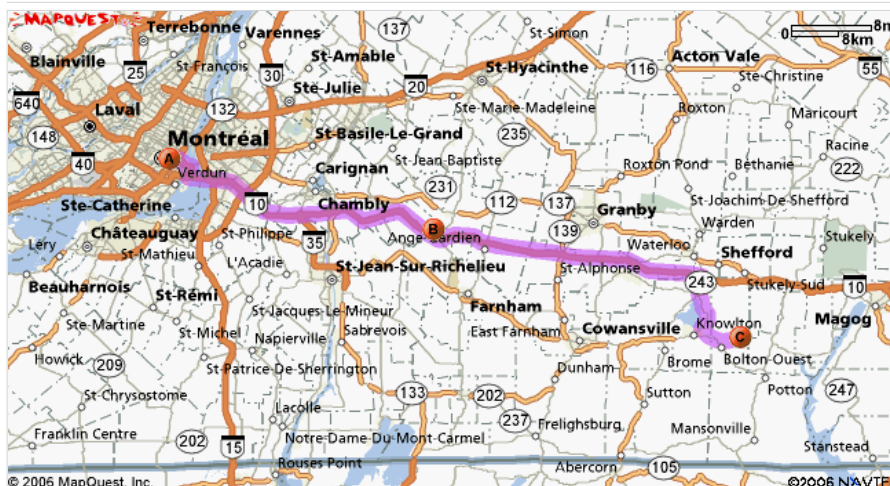 MAPQUEST
Terrebonne
Varennes
137
St-Simon
8m
0 8km
Blainville
25
St-François
30
St-Amable
St-Hyacinthe
116
Acton Vale
55
Ste-Christine
640
Laval
132
Ste-Julie
20
Ste-Marie-Madeleine
Roxton
Maricourt
148
Montréal
St-Basile-Le-Grand
235
Racine
40
A
Verdun
St-Jean-Baptiste
Roxton Pond
Bethanie
222
Carignan
231
Ste-Catherine
10
Chambly
112
137
St-Joachim-De-Shefford
Granby
Warden
Châteauguay
St-Philippe
B
Ange-Gardien
139
Waterloo
Shefford
Stukely
Léry
St-Mathieu
35
L'Acadie
St-Jean-Sur-Richelieu
St-Alphonse
243
Stukely-Sud
10
Beauharnois
St-Rémi
Farnham
Magog
Ste-Martine
St-Jacques-Le-Mineur
Sabrevois
East Farnham
Cowansville
Knowlton
C
Howick
St-Michel
Napierville
Brome
Bolton-Ouest
209
St-Patrice-De-Sherrington
Dunham
Potton
St-Chrysostome
133
202
Sutton
247
Lacolle
237
Frelighsburg
Mansonville
Franklin Centre
202
15
Notre-Dame-Du-Mont-Carmel
Stanstead
Rouses Point
Abercorn
105
© 2006 MapQuest, Inc.
©2006 NAVTE